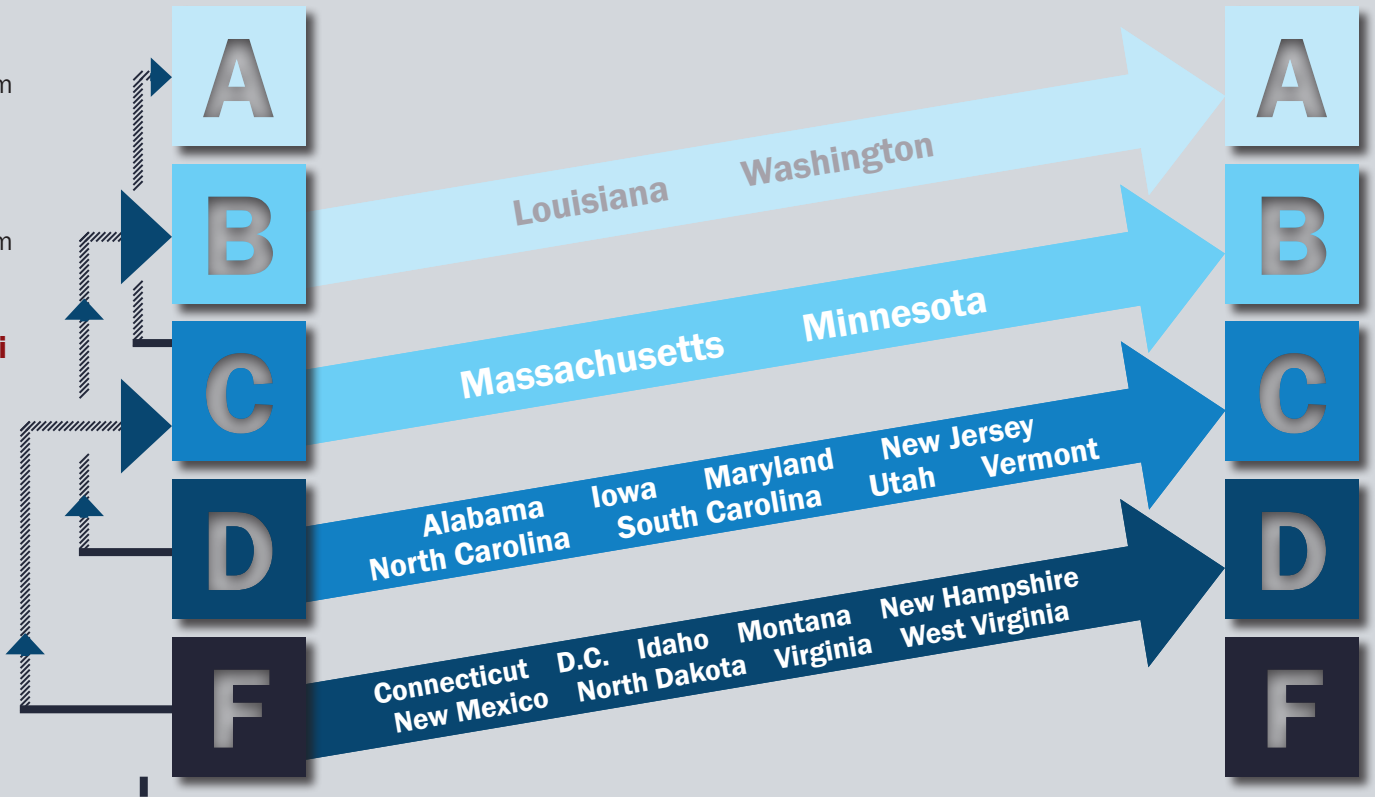 m
m
i
A
B
C
D
F
Louisiana Washington
Massachusetts Minnesota
Alabama Iowa Maryland New Jersey
North Carolina South Carolina Utah Vermont
Connecticut D.C. Idaho Montana New Hampshire
New Mexico North Dakota Virginia West Virginia
A
B
C
D
F